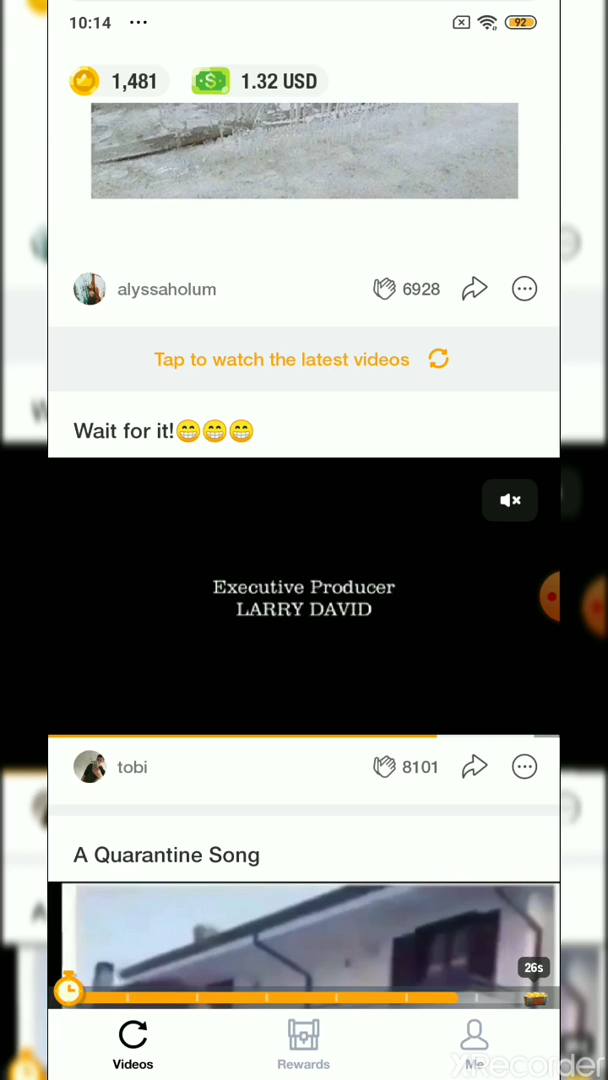 10:14 ...
92
1,481
1.32 USD
alyssaholum
6928
Tap to watch the latest videos
Wait for it!😁😁😁
Executive Producer
LARRY DAVID
tobi
8101
A Quarantine Song
26s
Videos
Rewards
Me
XRecorder